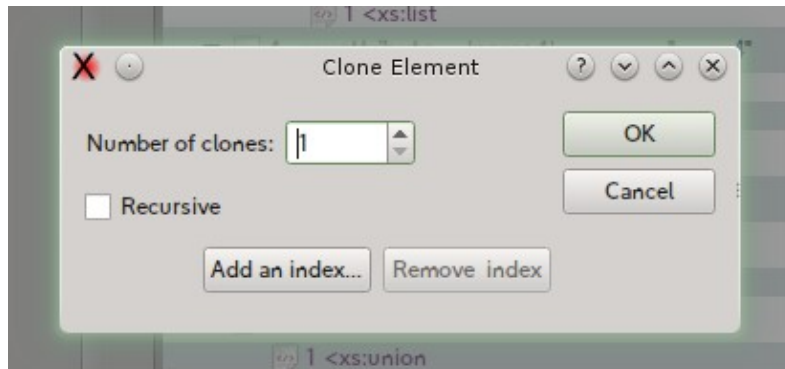 1 <xs:list
Clone Element
Number of clones: 1
OK
Recursive
Cancel
Add an index... Remove index
1 <xs:union